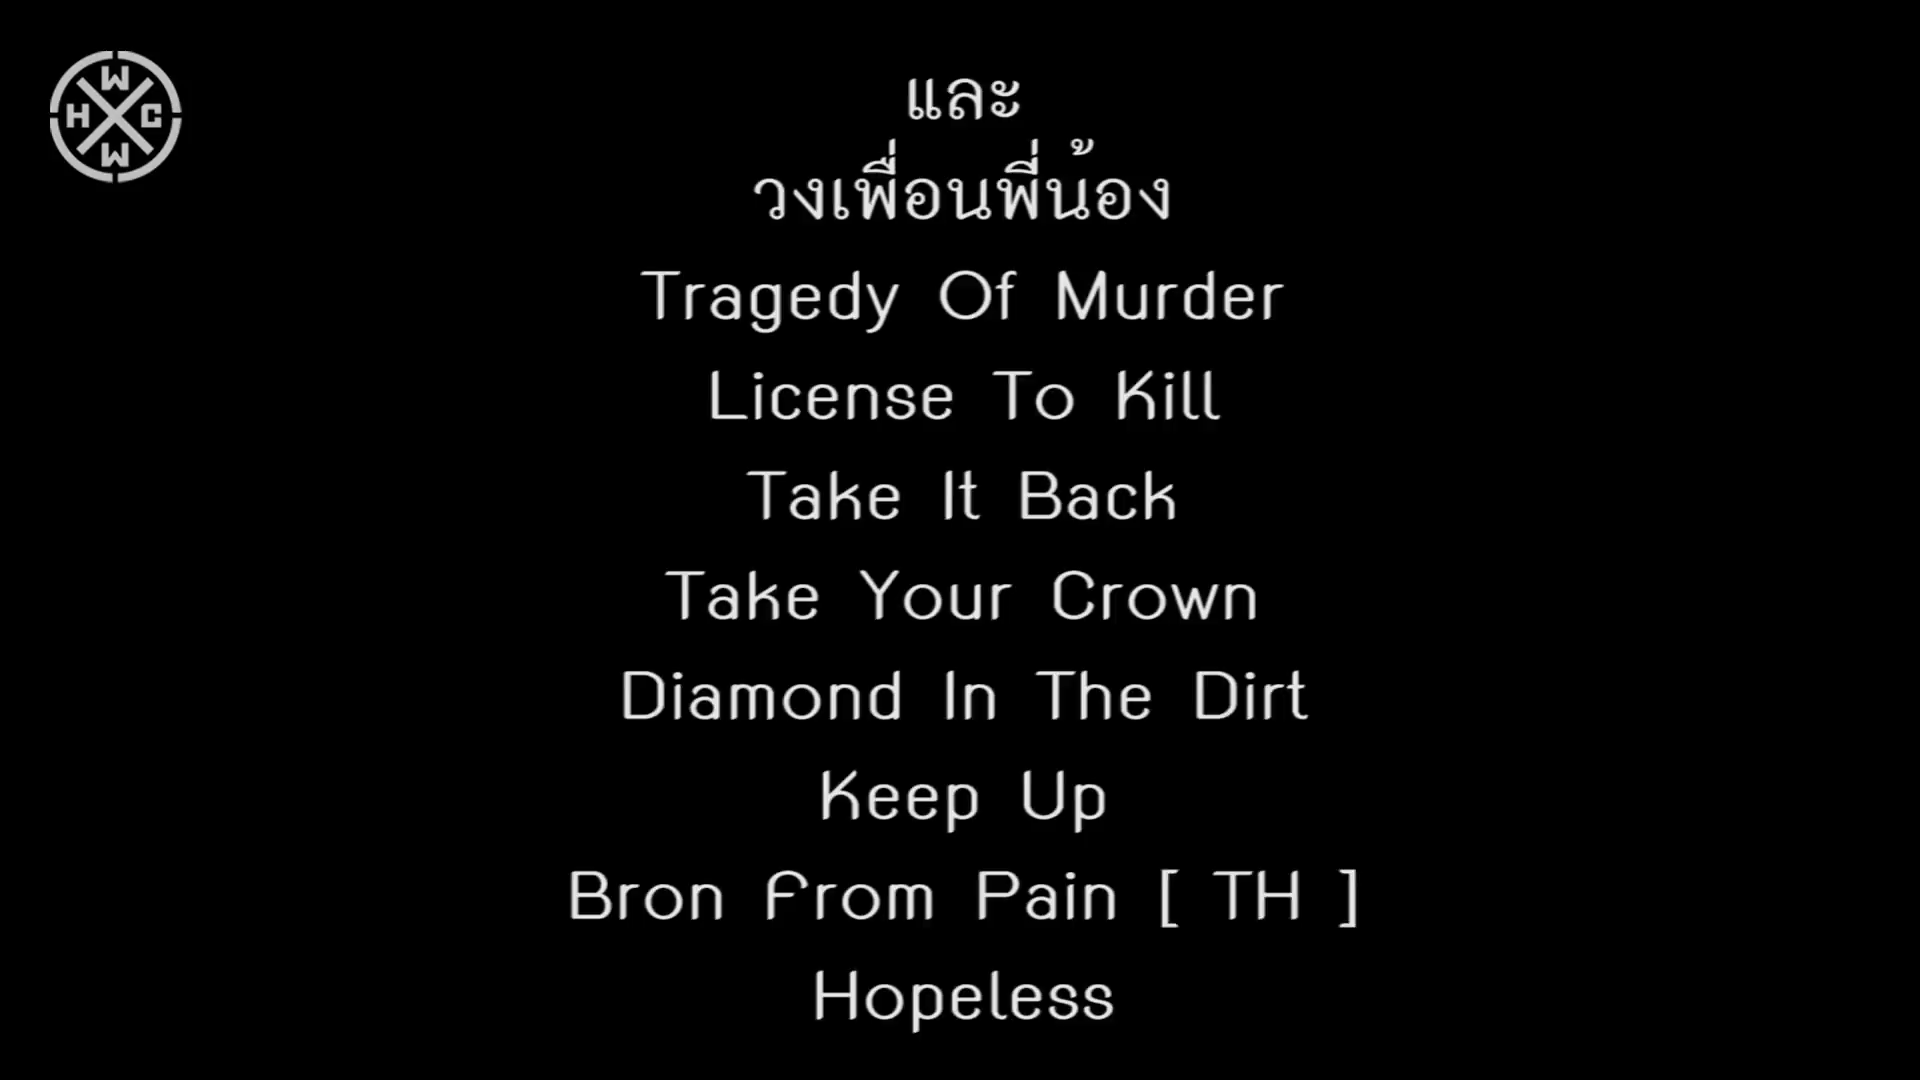 W
H C
W
และ
วงเพื่อนพี่น้อง
Tragedy Of Murder
License To Kill
Take It Back
Take Your Crown
Diamond In The Dirt
Keep Up
Bron From Pain [ TH ]
Hopeless